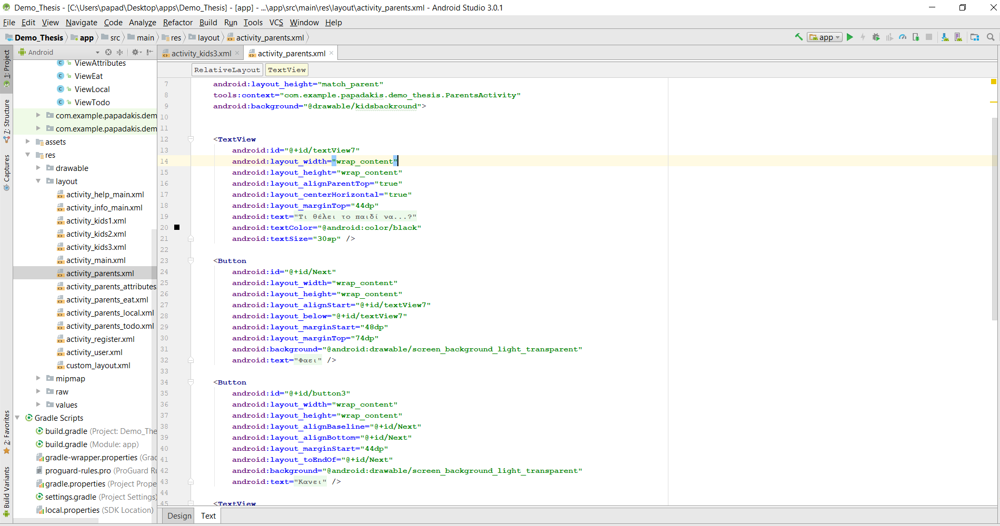 Demo_Thesis - [C:\Users\papad\Desktop\apps\Demo_Thesis] - [app] - ...\app\src\main\res\layout\activity_parents.xml - Android Studio 3.0.1
File Edit View Navigate Code Analyze Refactor Build Run Tools VCS Window Help
Demo_Thesis app src main res layout activity_parents.xml
app
1: Project
7: Structure
Captures
2: Favorites
Build Variants
Android
ViewAttributes
ViewEat
ViewLocal
ViewTodo
com.example.papadakis.dem
com.example.papadakis.dem
assets
res
drawable
layout
activity_help_main.xml
activity_info_main.xml
activity_kids1.xml
activity_kids2.xml
activity_kids3.xml
activity_main.xml
activity_parents.xml
activity_parents_attributes
activity_parents_eat.xml
activity_parents_local.xml
activity_parents_todo.xml
activity_register.xml
activity_user.xml
custom_layout.xml
mipmap
raw
values
Gradle Scripts
build.gradle (Project: Demo_The
build.gradle (Module: app)
gradle-wrapper.properties (Grad
proguard-rules.pro (ProGuard Ru
gradle.properties (Project Prope
settings.gradle (Project Settings)
local.properties (SDK Location)
activity_kids3.xml activity_parents.xml
RelativeLayout TextView
7 android:layout_height="match_parent"
8 tools:context="com.example.papadakis.demo_thesis.ParentsActivity"
9 android:background="@drawable/kidsbackround">
10
11
12 <TextView
13 android:id="@+id/textView7"
14 android:layout_width="wrap_content"
15 android:layout_height="wrap_content"
16 android:layout_alignParentTop="true"
17 android:layout_centerHorizontal="true"
18 android:layout_marginTop="44dp"
19 android:text="Τι θέλει το παιδί να...?"
20 android:textColor="@android:color/black"
21 android:textSize="30sp" />
22
23 <Button
24 android:id="@+id/Next"
25 android:layout_width="wrap_content"
26 android:layout_height="wrap_content"
27 android:layout_alignStart="@+id/textView7"
28 android:layout_below="@+id/textView7"
29 android:layout_marginStart="48dp"
30 android:layout_marginTop="74dp"
31 android:background="@android:drawable/screen_background_light_transparent"
32 android:text="Φαει" />
33
34 <Button
35 android:id="@+id/button3"
36 android:layout_width="wrap_content"
37 android:layout_height="wrap_content"
38 android:layout_alignBaseline="@+id/Next"
39 android:layout_alignBottom="@+id/Next"
40 android:layout_marginStart="44dp"
41 android:layout_toEndOf="@+id/Next"
42 android:background="@android:drawable/screen_background_light_transparent"
43 android:text="Κανει" />
44
45 <TextView
Design Text